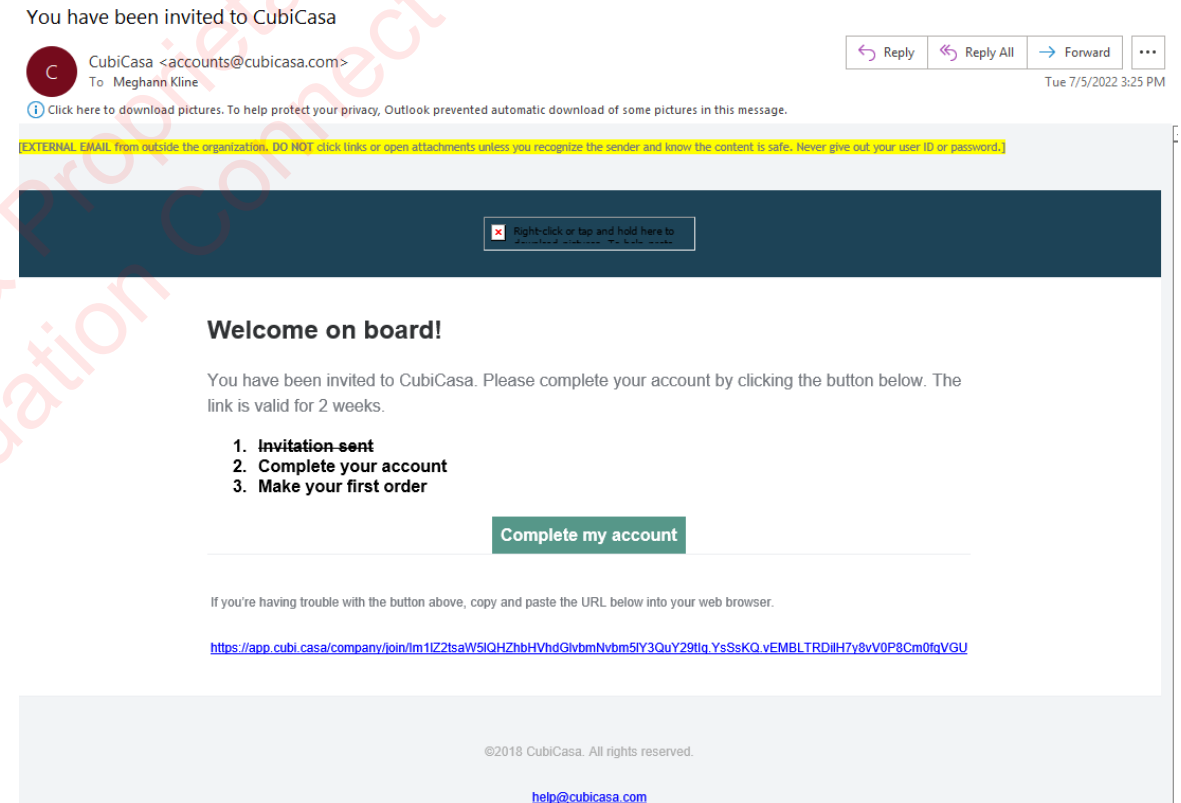 You have been invited to CubiCasa
C
CubiCasa <accounts@cubicasa.com>
To Meghann Kline
Reply
Reply All
Forward
...
Tue 7/5/2022 3:25 PM
Click here to download pictures. To help protect your privacy, Outlook prevented automatic download of some pictures in this message.
[EXTERNAL EMAIL from outside the organization. DO NOT click links or open attachments unless you recognize the sender and know the content is safe. Never give out your user ID or password.]
Right-click or tap and hold here to
Welcome on board!
You have been invited to CubiCasa. Please complete your account by clicking the button below. The
link is valid for 2 weeks.
1. Invitation sent
2. Complete your account
3. Make your first order
Complete my account
If you're having trouble with the button above, copy and paste the URL below into your web browser.
https://app.cubi.casa/company/join/Im1lZ2tsaW5lQHZhbHVhdGlvbmNvbm5lY3QuY29tIg.YsSsKQ.vEMBLTRDilH7y8vV0P8Cm0fqVGU
©2018 CubiCasa. All rights reserved.
help@cubicasa.com
Connect